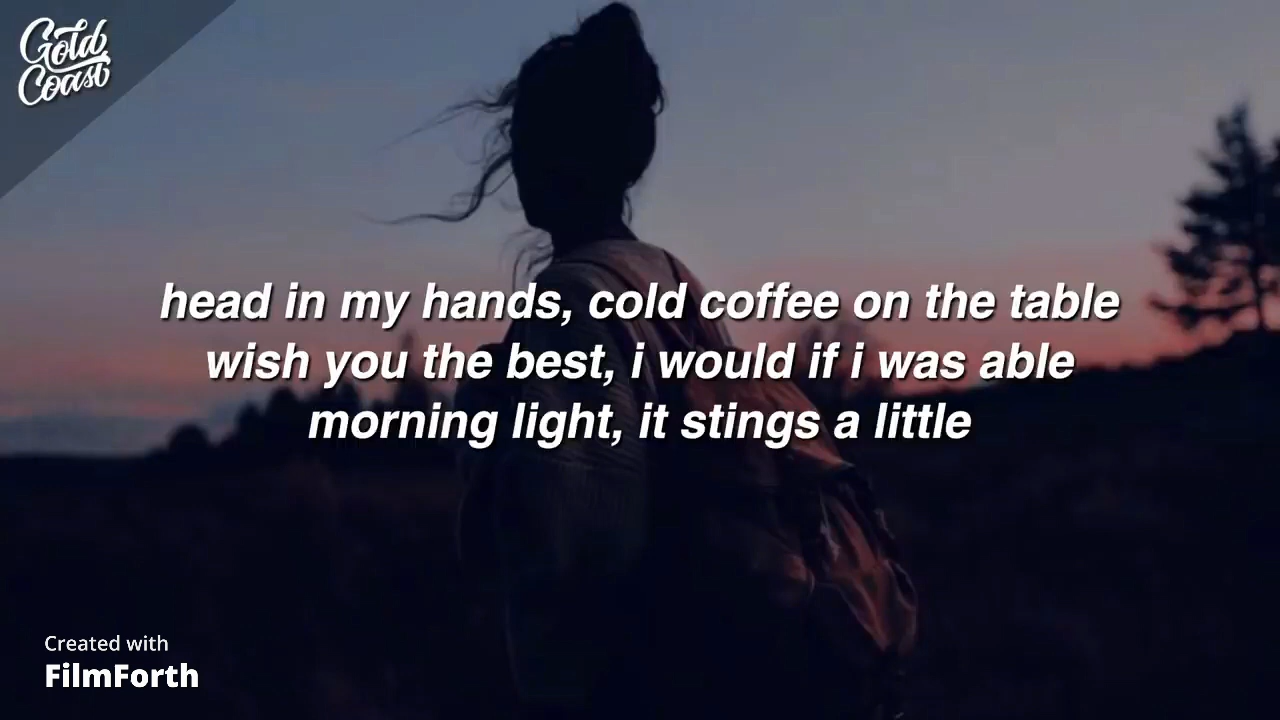 Gold
Coast
head in my hands, cold coffee on the table
wish you the best, i would if i was able
morning light, it stings a little
Created with
FilmForth